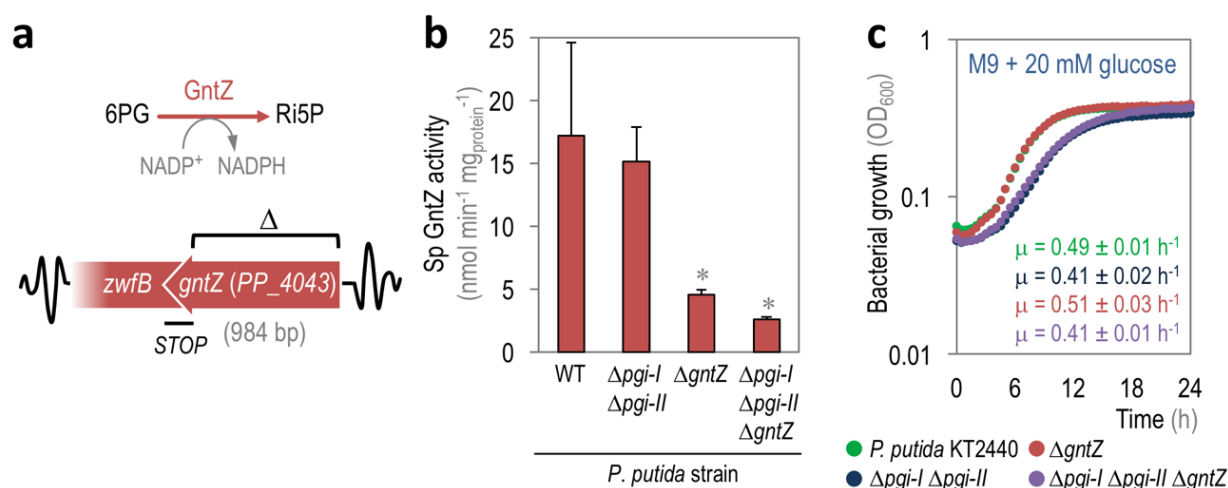 a
GntZ
6PG
Ri5P
NADP+
NADPH
Δ
zwfB
gntZ (PP_4043)
STOP
(984 bp)
b
Sp GntZ activity
(nmol min-1 mgprotein-1)
25
20
15
10
5
0
*
*
WT
Δpgi-I
Δpgi-II
ΔgntZ
Δpgi-I
Δpgi-II
ΔgntZ
P. putida strain
c
Bacterial growth (OD600)
1
0.1
0.01
M9 + 20 mM glucose
μ = 0.49 ± 0.01 h-1
μ = 0.41 ± 0.02 h-1
μ = 0.51 ± 0.03 h-1
μ = 0.41 ± 0.01 h-1
0 6 12 18 24
Time (h)
P. putida KT2440
ΔgntZ
Δpgi-I Δpgi-II
Δpgi-I Δpgi-II ΔgntZ